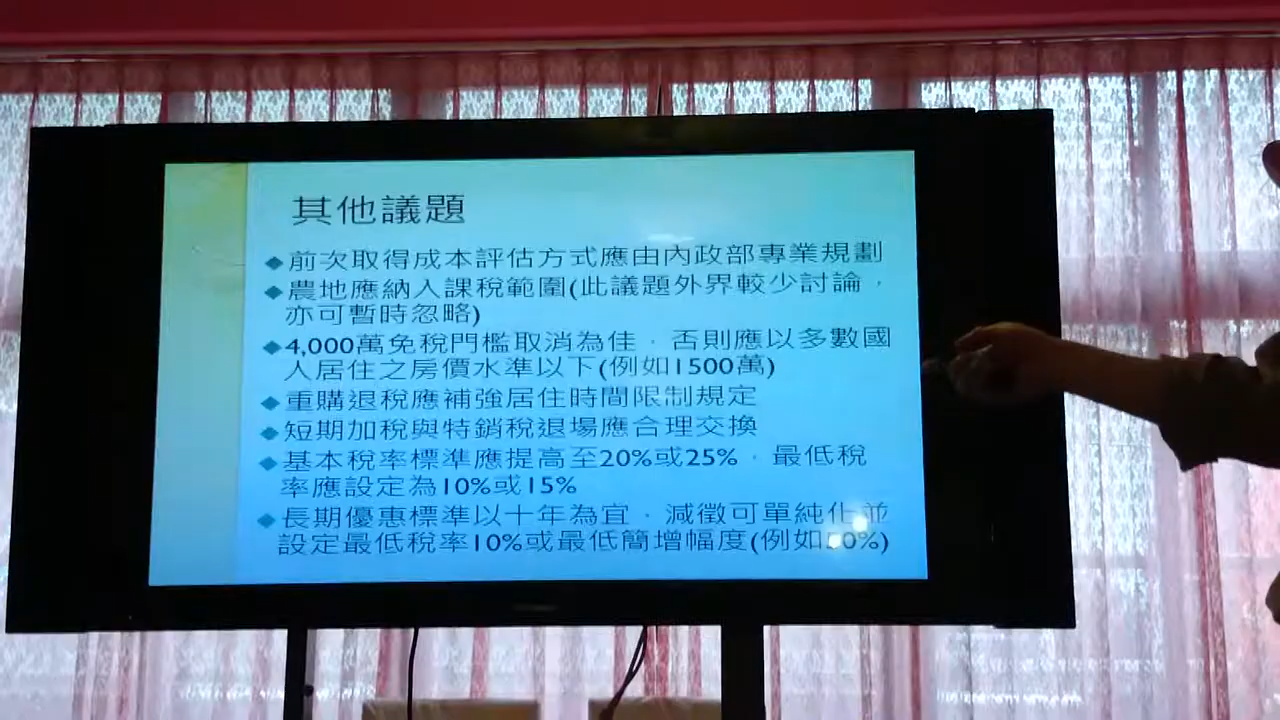 其他議題
◆前次取得成本評估方式應由內政部專業規劃
◆農地應納入課稅範圍(此議題外界較少討論，
亦可暫時忽略)
◆4,000萬免稅門檻取消為佳，否則應以多數國
人居住之房價水準以下(例如1500萬)
◆重購退稅應補強居住時間限制規定
◆短期加稅與特銷稅退場應合理交換
◆基本稅率標準應提高至20%或25%，最低稅
率應設定為10%或15%
◆長期優惠標準以十年為宜，減徵可單純化並
設定最低稅率10%或最低簡增幅度(例如50%)